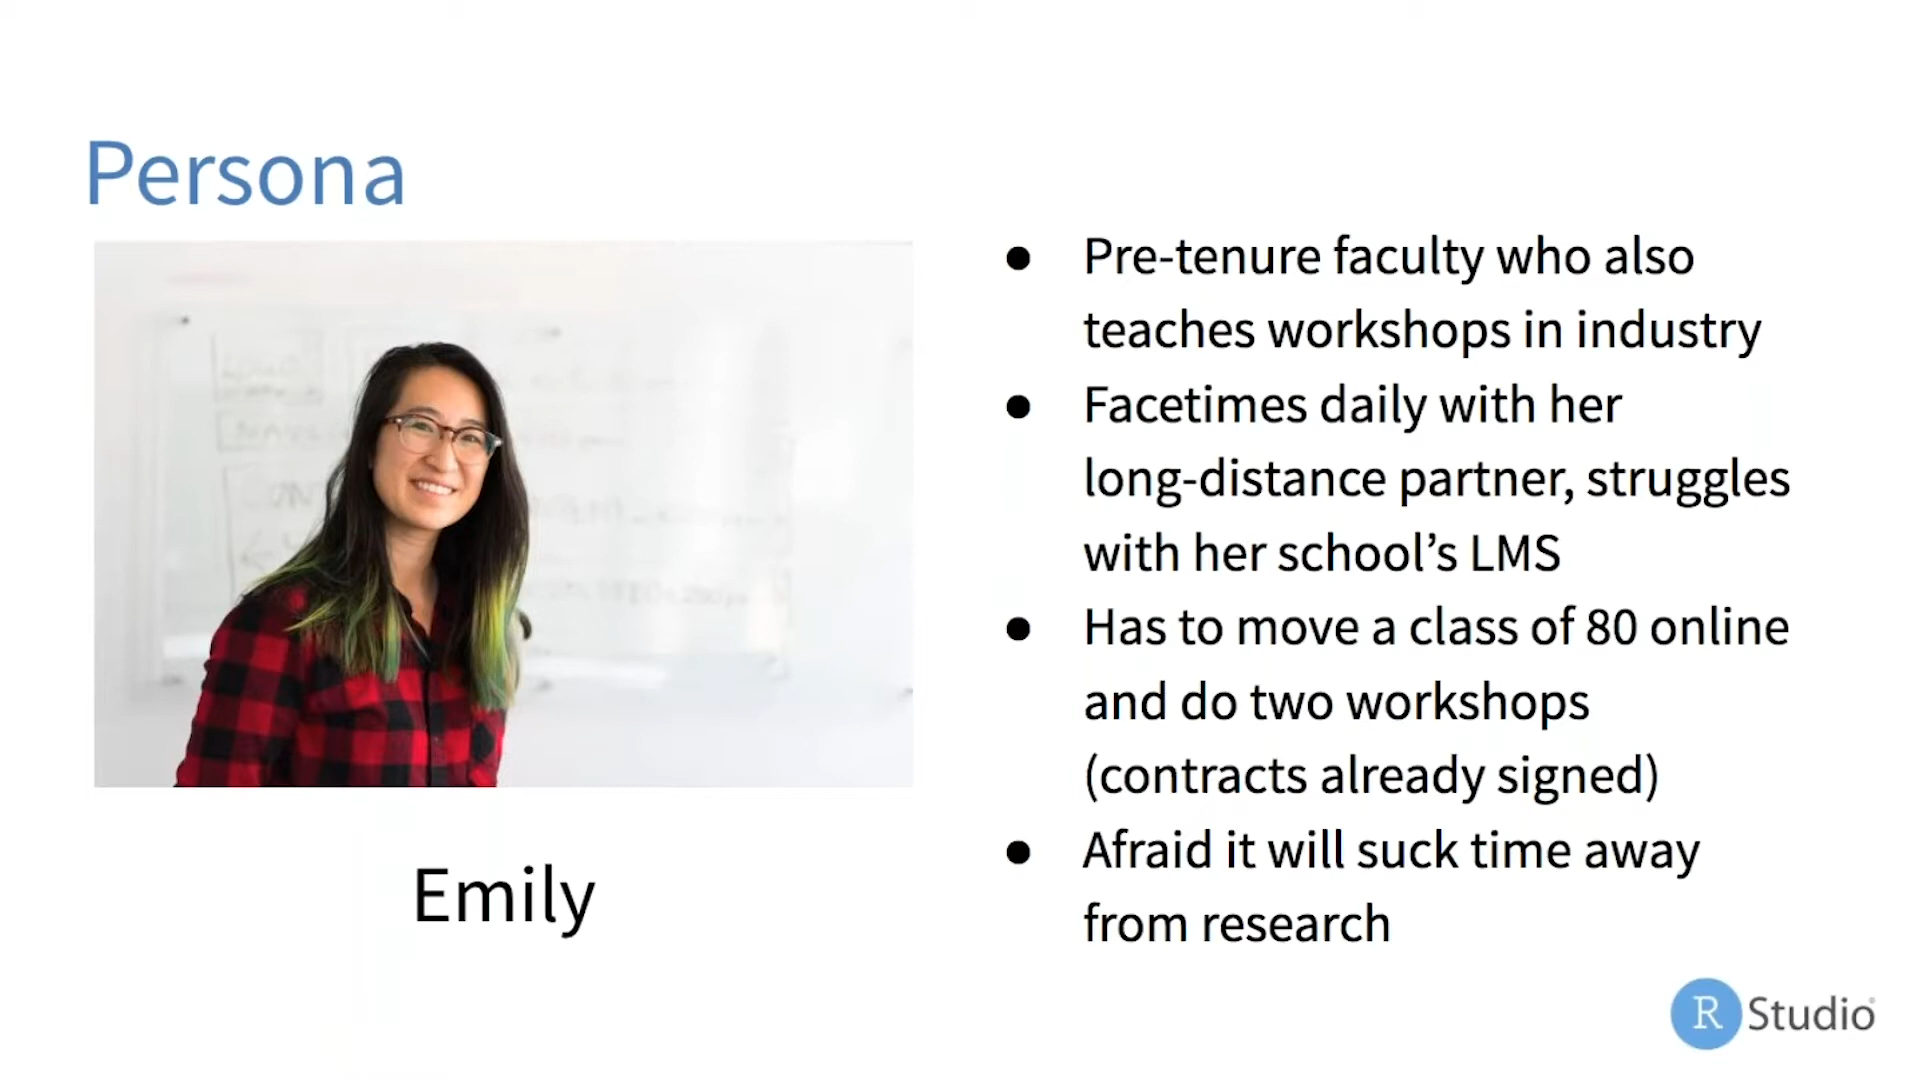 Persona
● Pre-tenure faculty who also
teaches workshops in industry
● Facetimes daily with her
long-distance partner, struggles
with her school’s LMS
● Has to move a class of 80 online
and do two workshops
(contracts already signed)
● Afraid it will suck time away
from research
Emily
R Studio®